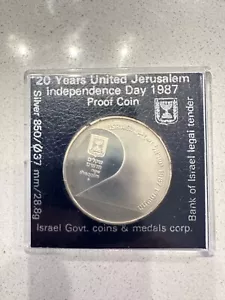 20 Years United Jerusalem
independence Day 1987
Proof Coin
Silver 850/Ø37 mm/28.8g
Bank of Israel legal tender
Israel Govt. coins & medals corp.